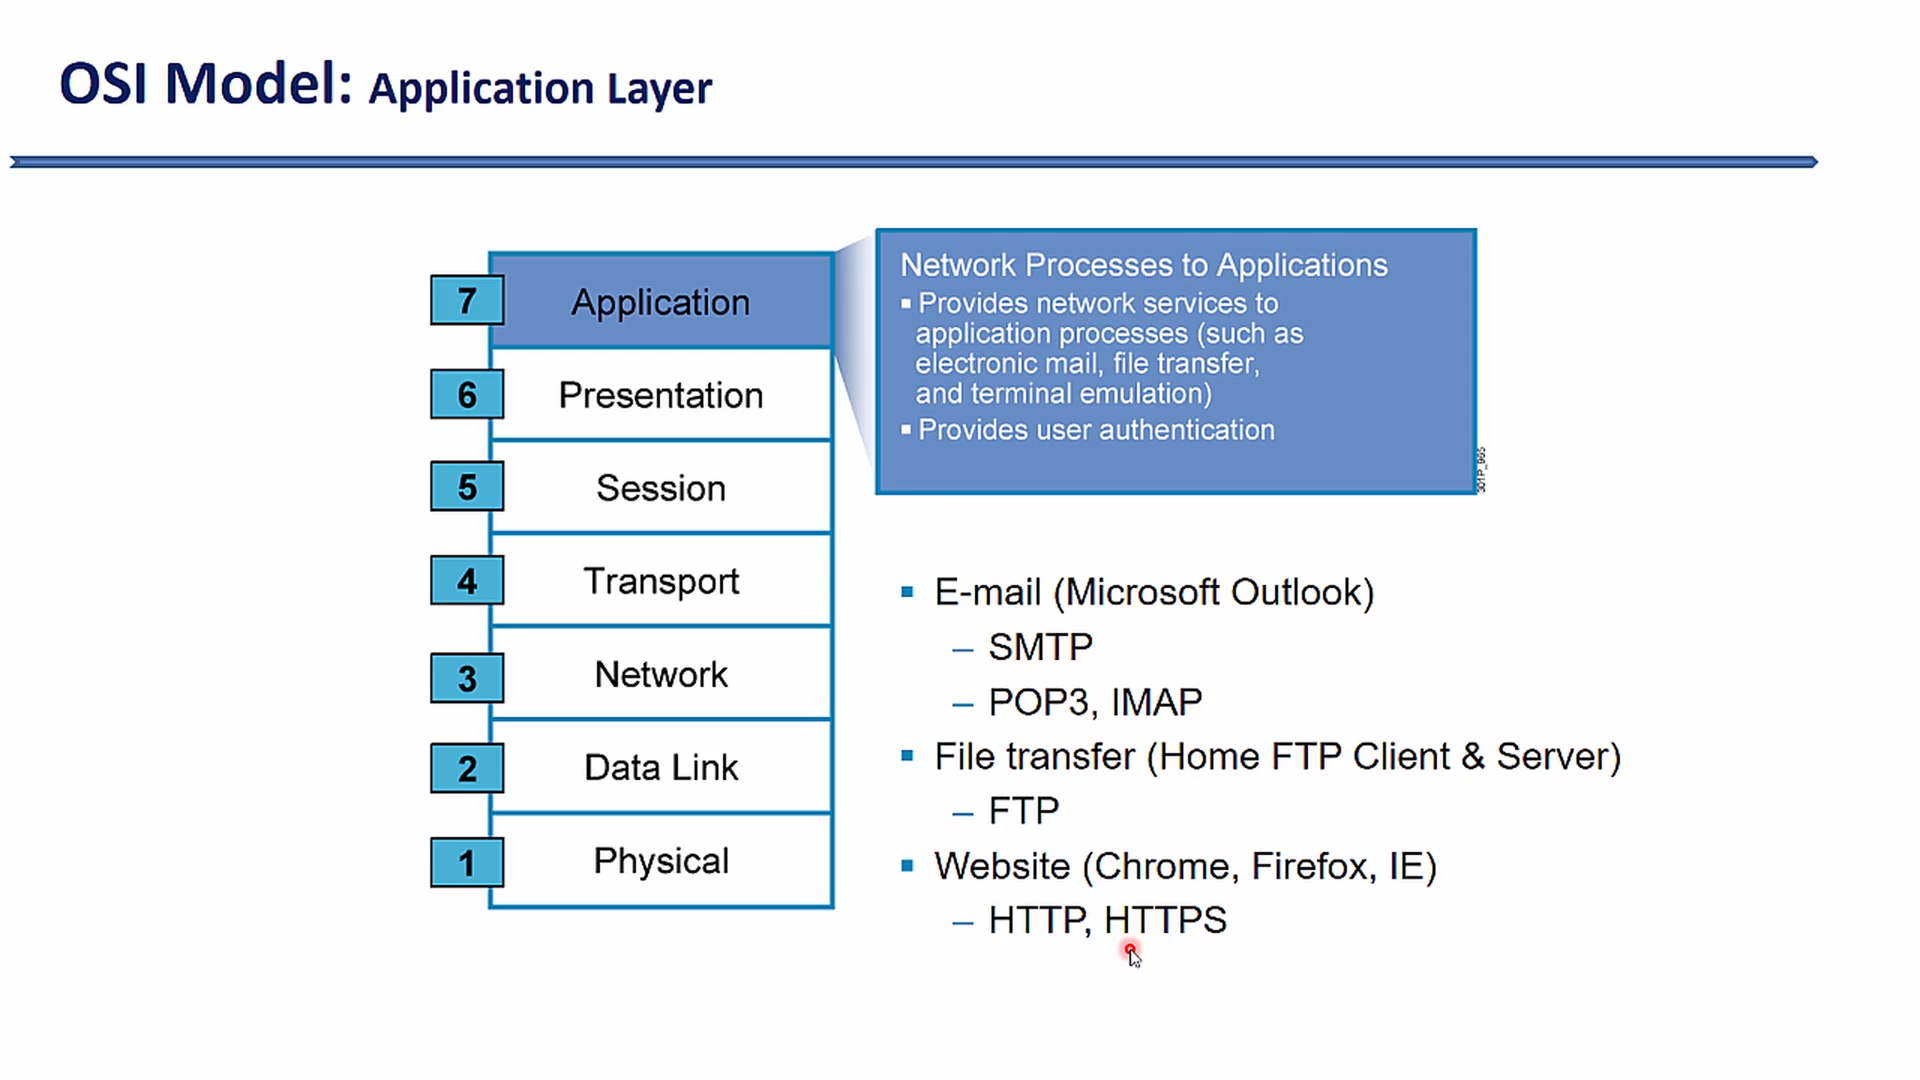 OSI Model: Application Layer
7 Application
6 Presentation
5 Session
4 Transport
3 Network
2 Data Link
1 Physical
Network Processes to Applications
▪ Provides network services to
application processes (such as
electronic mail, file transfer,
and terminal emulation)
▪ Provides user authentication
301P_965
▪ E-mail (Microsoft Outlook)
– SMTP
– POP3, IMAP
▪ File transfer (Home FTP Client & Server)
– FTP
▪ Website (Chrome, Firefox, IE)
– HTTP, HTTPS